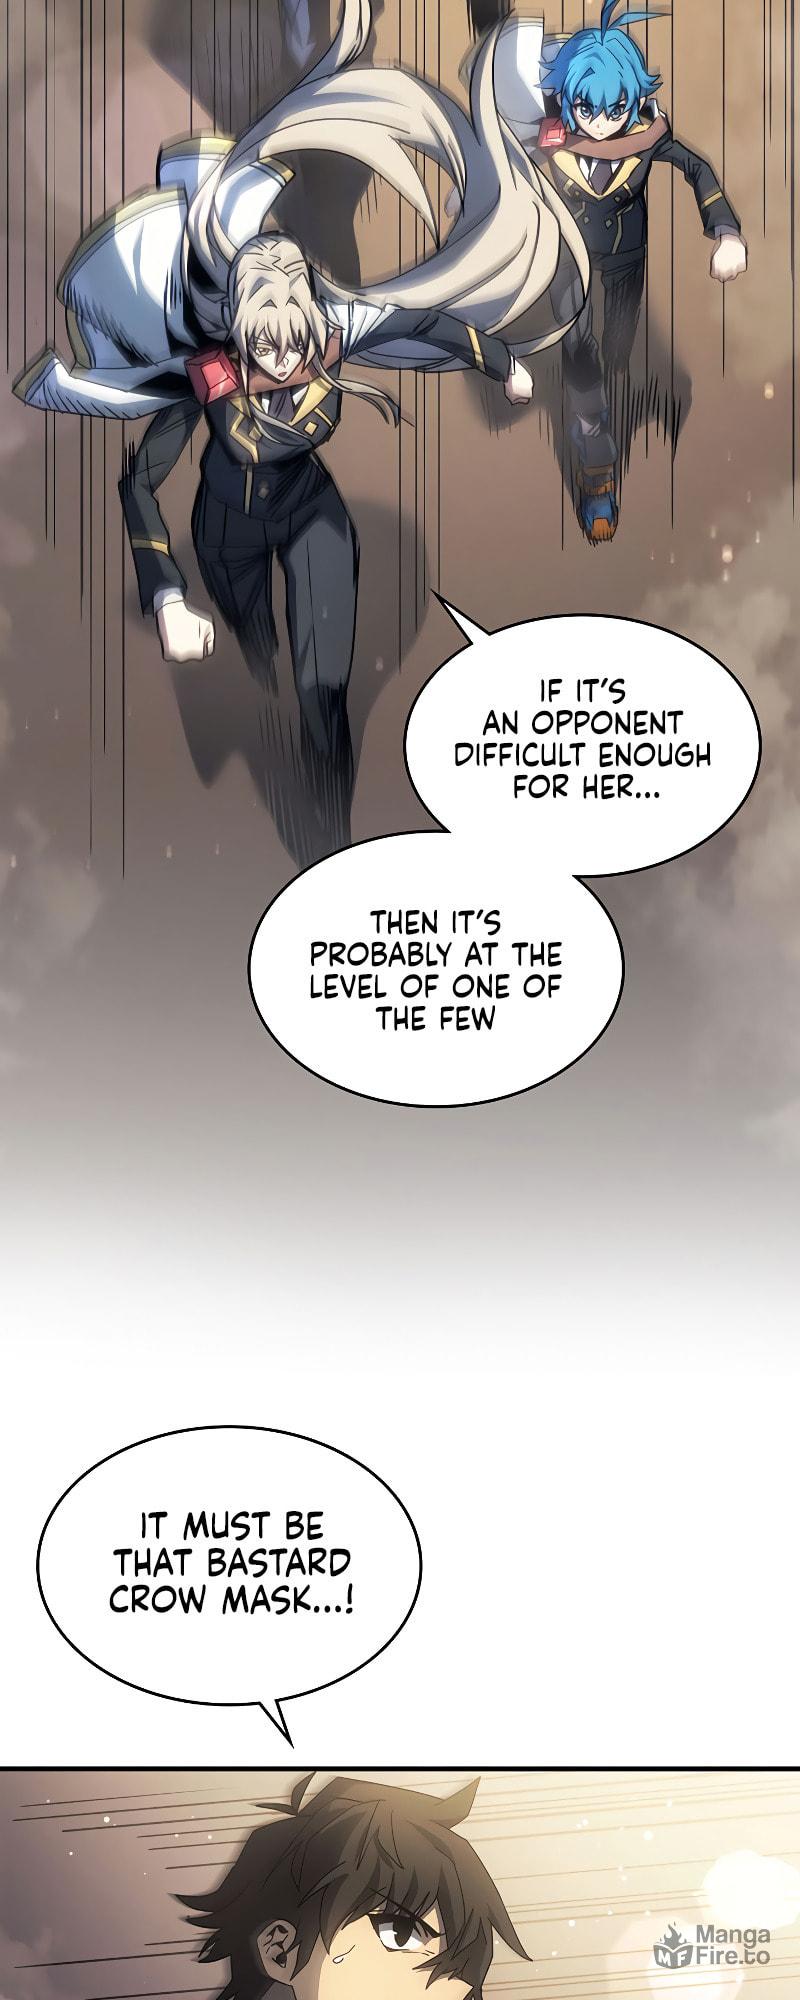 IF IT'S
AN OPPONENT
DIFFICULT ENOUGH
FOR HER...
THEN IT'S
PROBABLY AT THE
LEVEL OF ONE OF
THE FEW
IT MUST BE
THAT BASTARD
CROW MASK...!
Manga
MF Fire.to